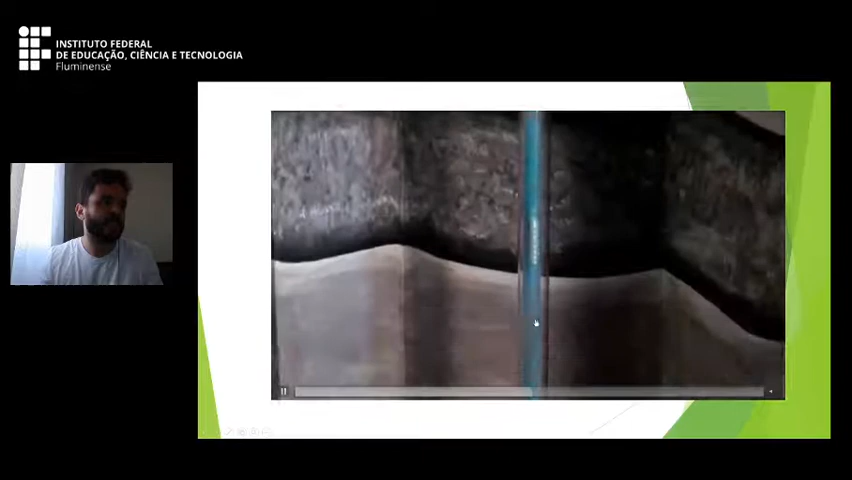 INSTITUTO FEDERAL
DE EDUCAÇÃO, CIÊNCIA E TECNOLOGIA
Fluminense